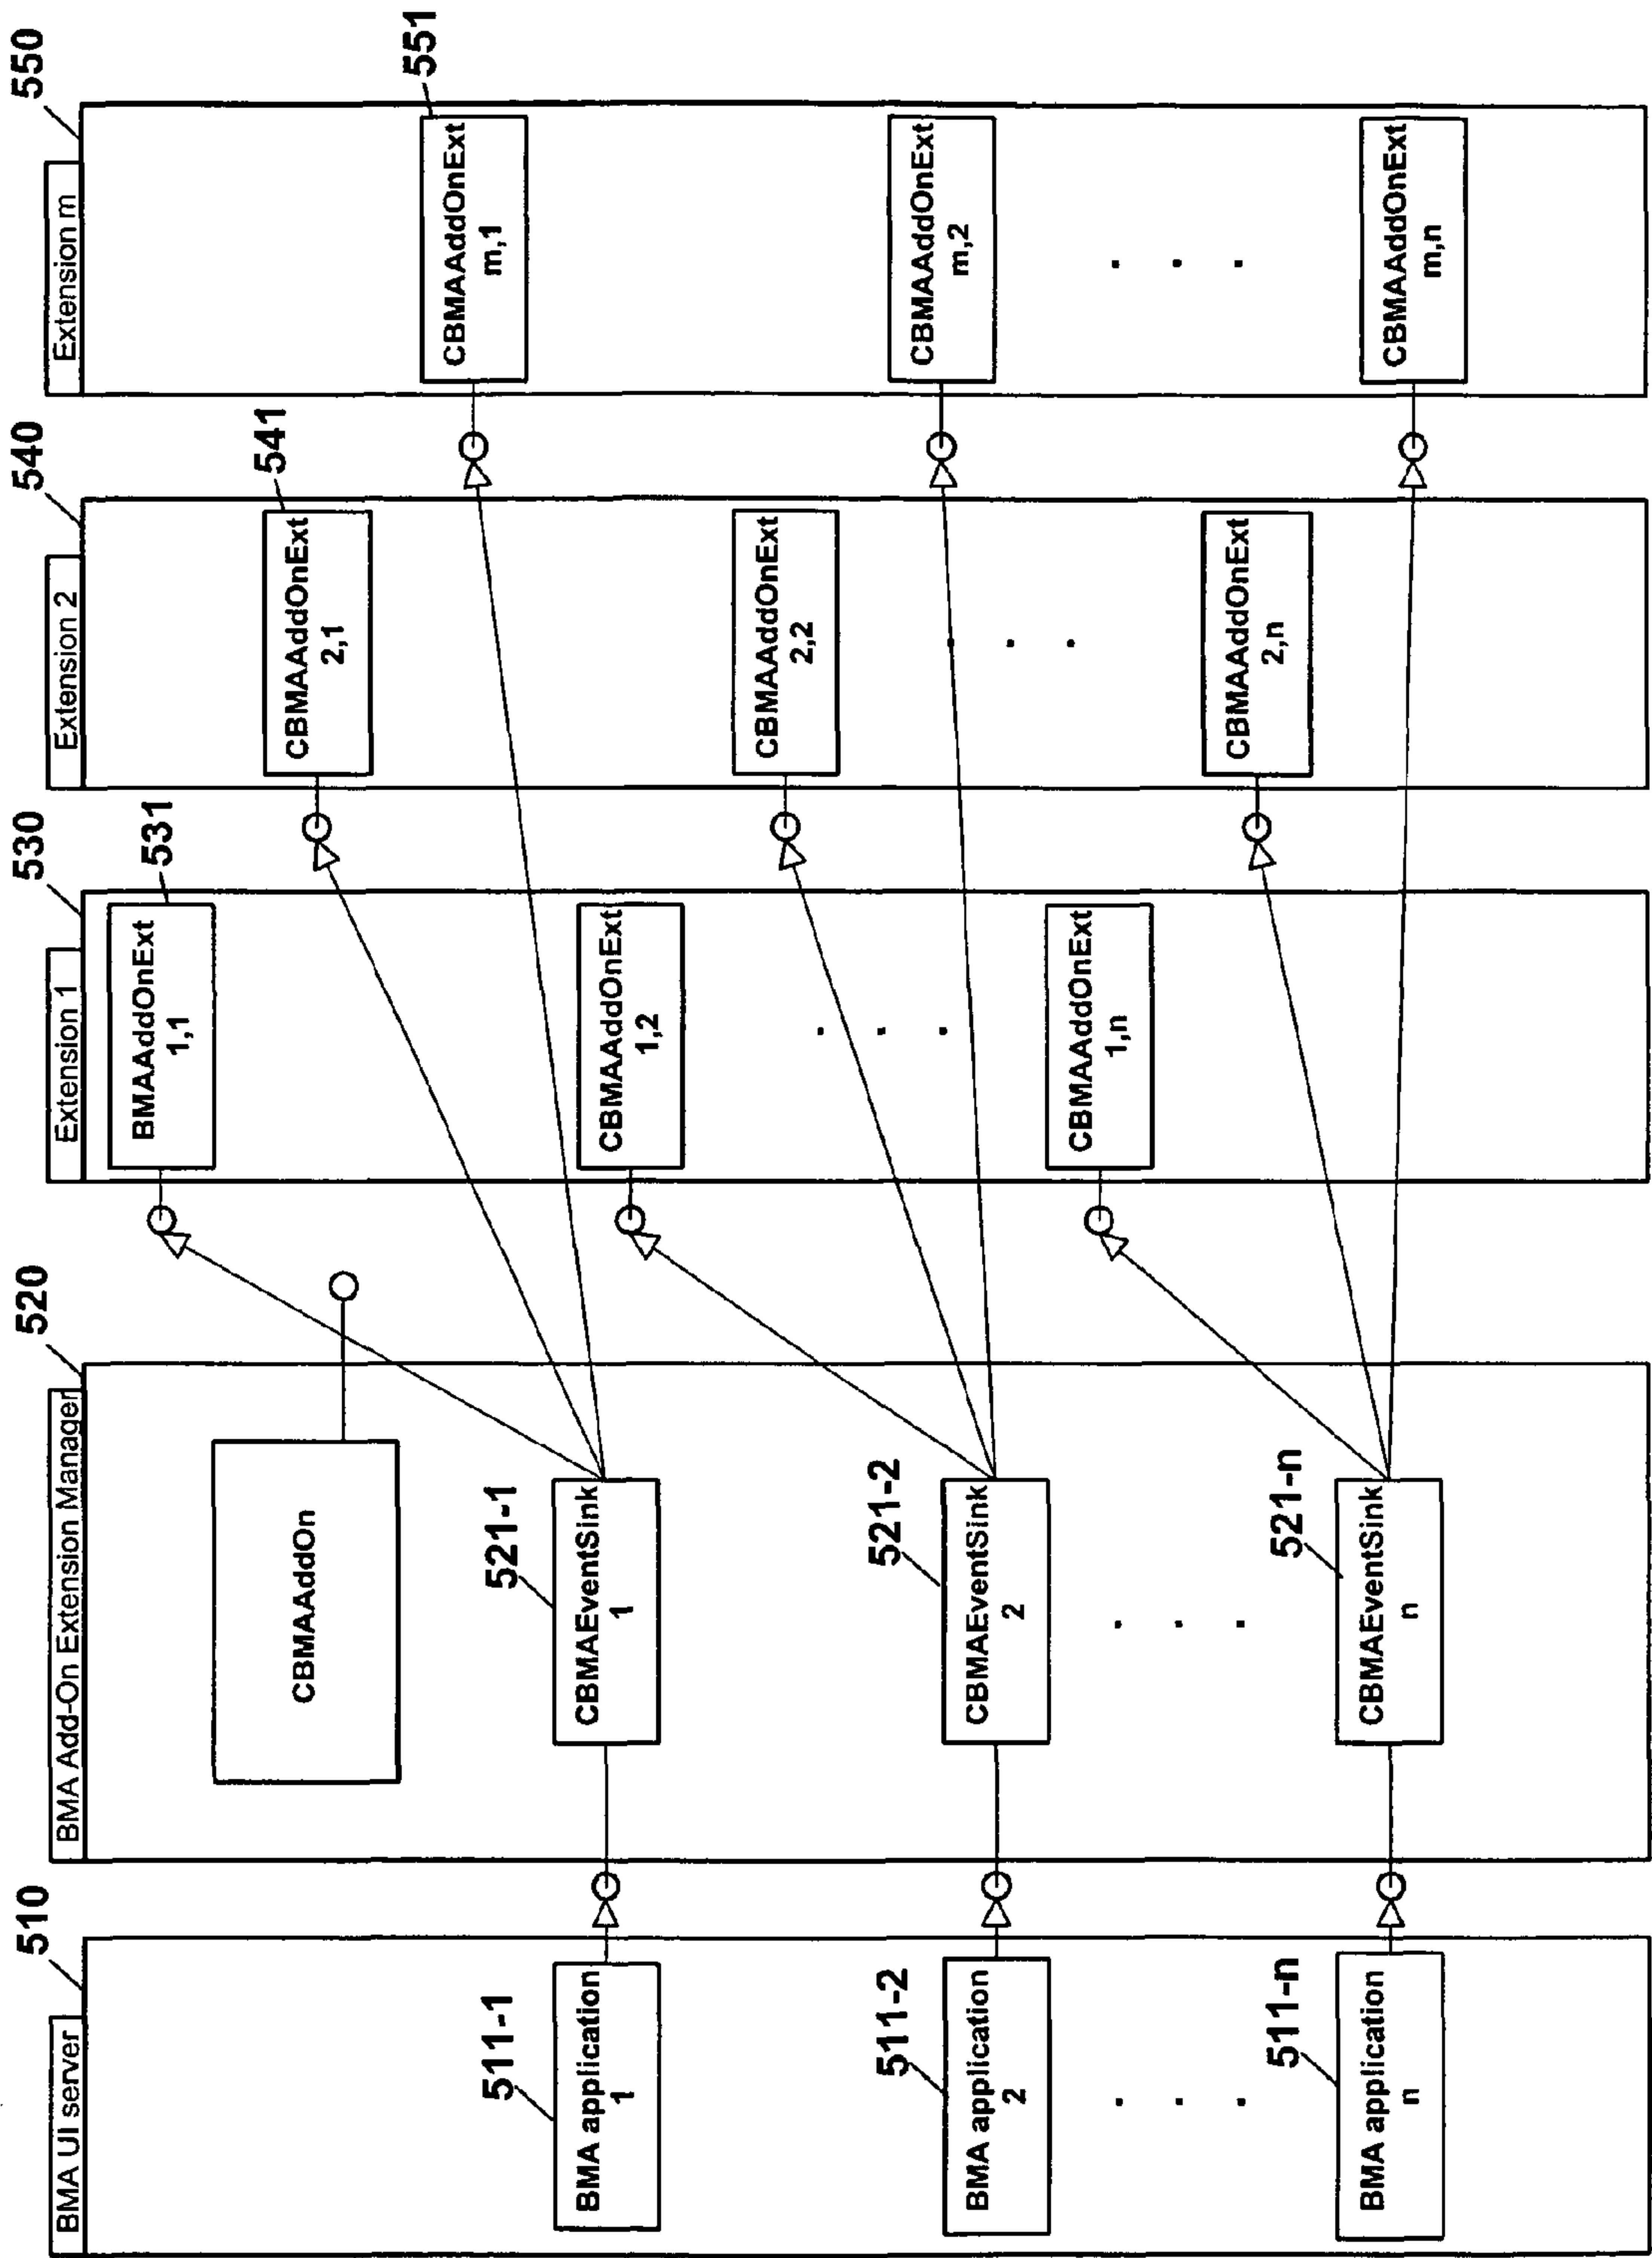 510
BMA UI server
511-1
BMA application
1
511-2
BMA application
2
. . .
511-n
BMA application
n
520
BMA Add-On Extension Manager
CBMAAddOn
521-1
CBMAEventSink
1
521-2
CBMAEventSink
2
. . .
521-n
CBMAEventSink
n
530
Extension 1
BMAAddOnExt
1,1
531
CBMAAddOnExt
1,2
. . .
CBMAAddOnExt
1,n
540
Extension 2
541
CBMAAddOnExt
2,1
CBMAAddOnExt
2,2
. . .
CBMAAddOnExt
2,n
550
Extension m
551
CBMAAddOnExt
m,1
CBMAAddOnExt
m,2
. . .
CBMAAddOnExt
m,n